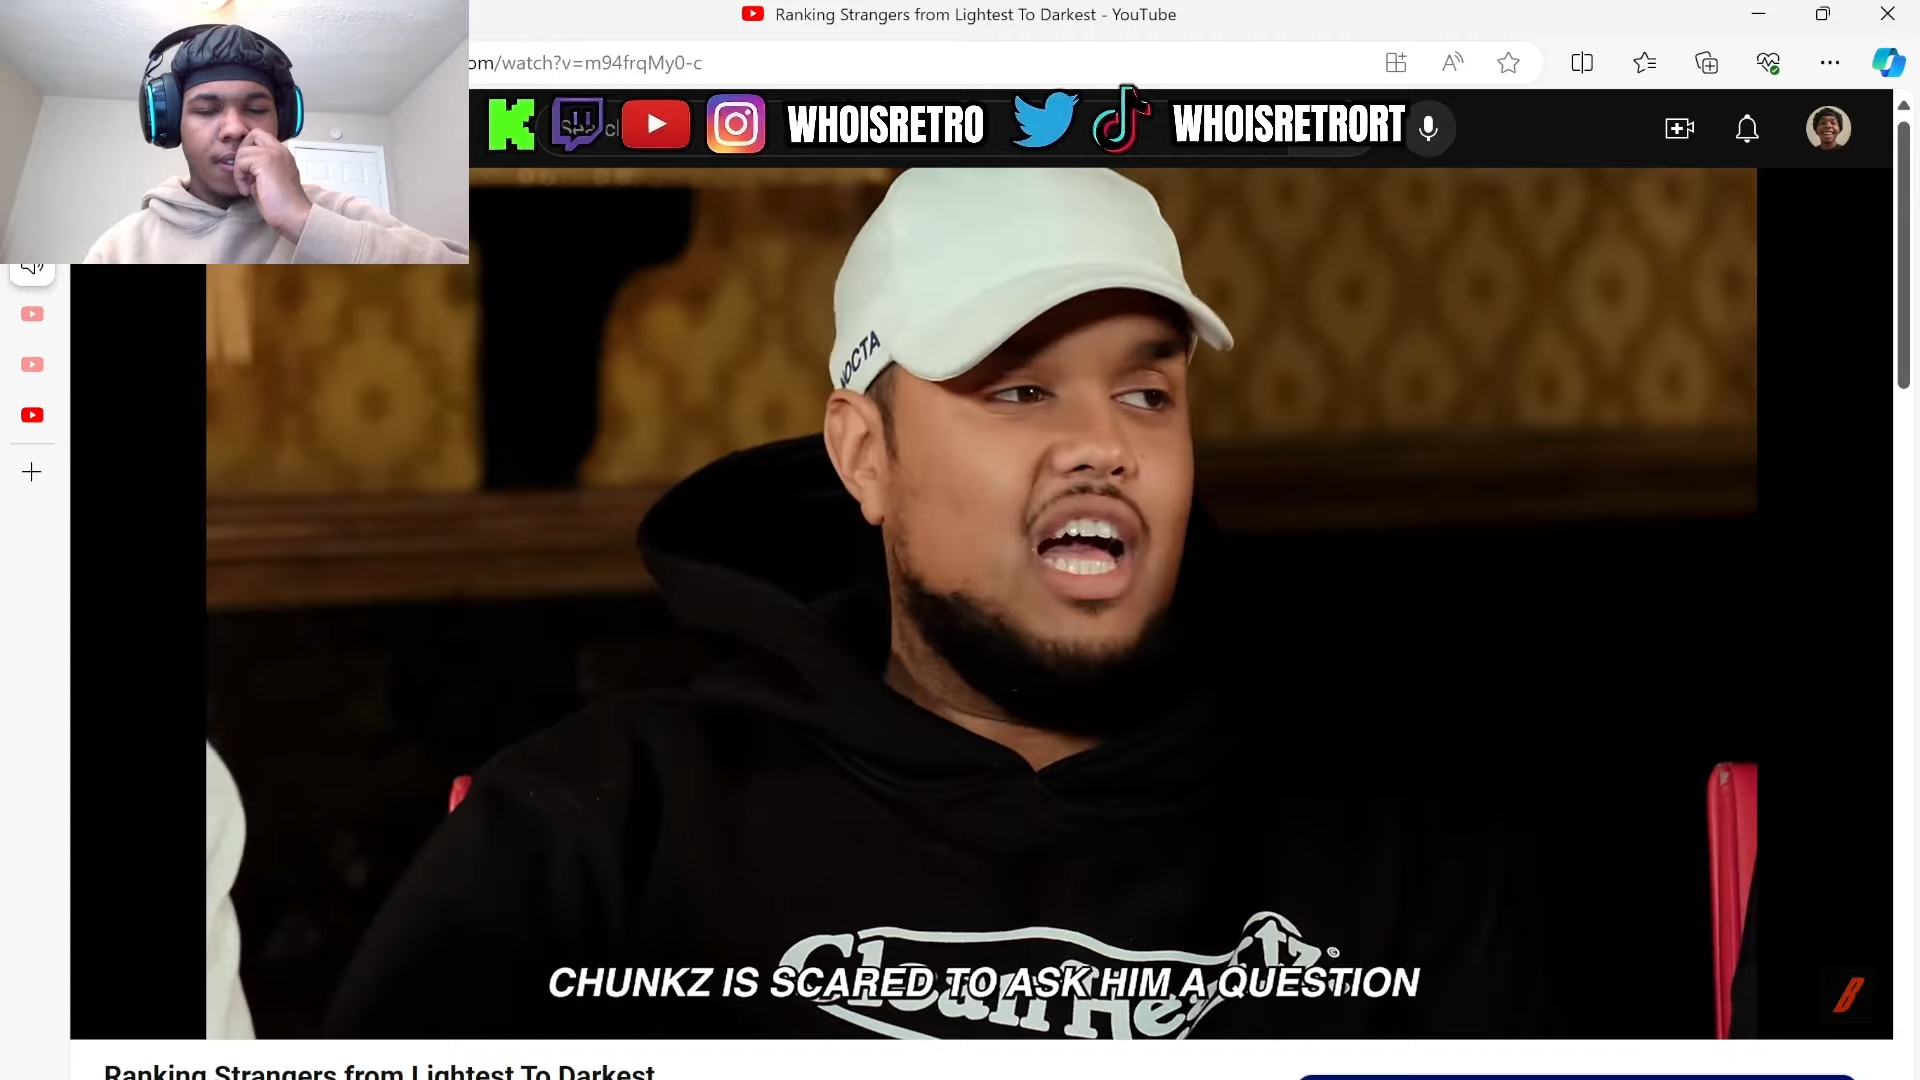 Ranking Strangers from Lightest To Darkest - YouTube
om/watch?v=m94frqMy0-c
WHOISRETRO
WHOISRETRORT
NOCTA
CHUNKZ IS SCARED TO ASK HIM A QUESTION
Ranking Strangers from Lightest To Darkest